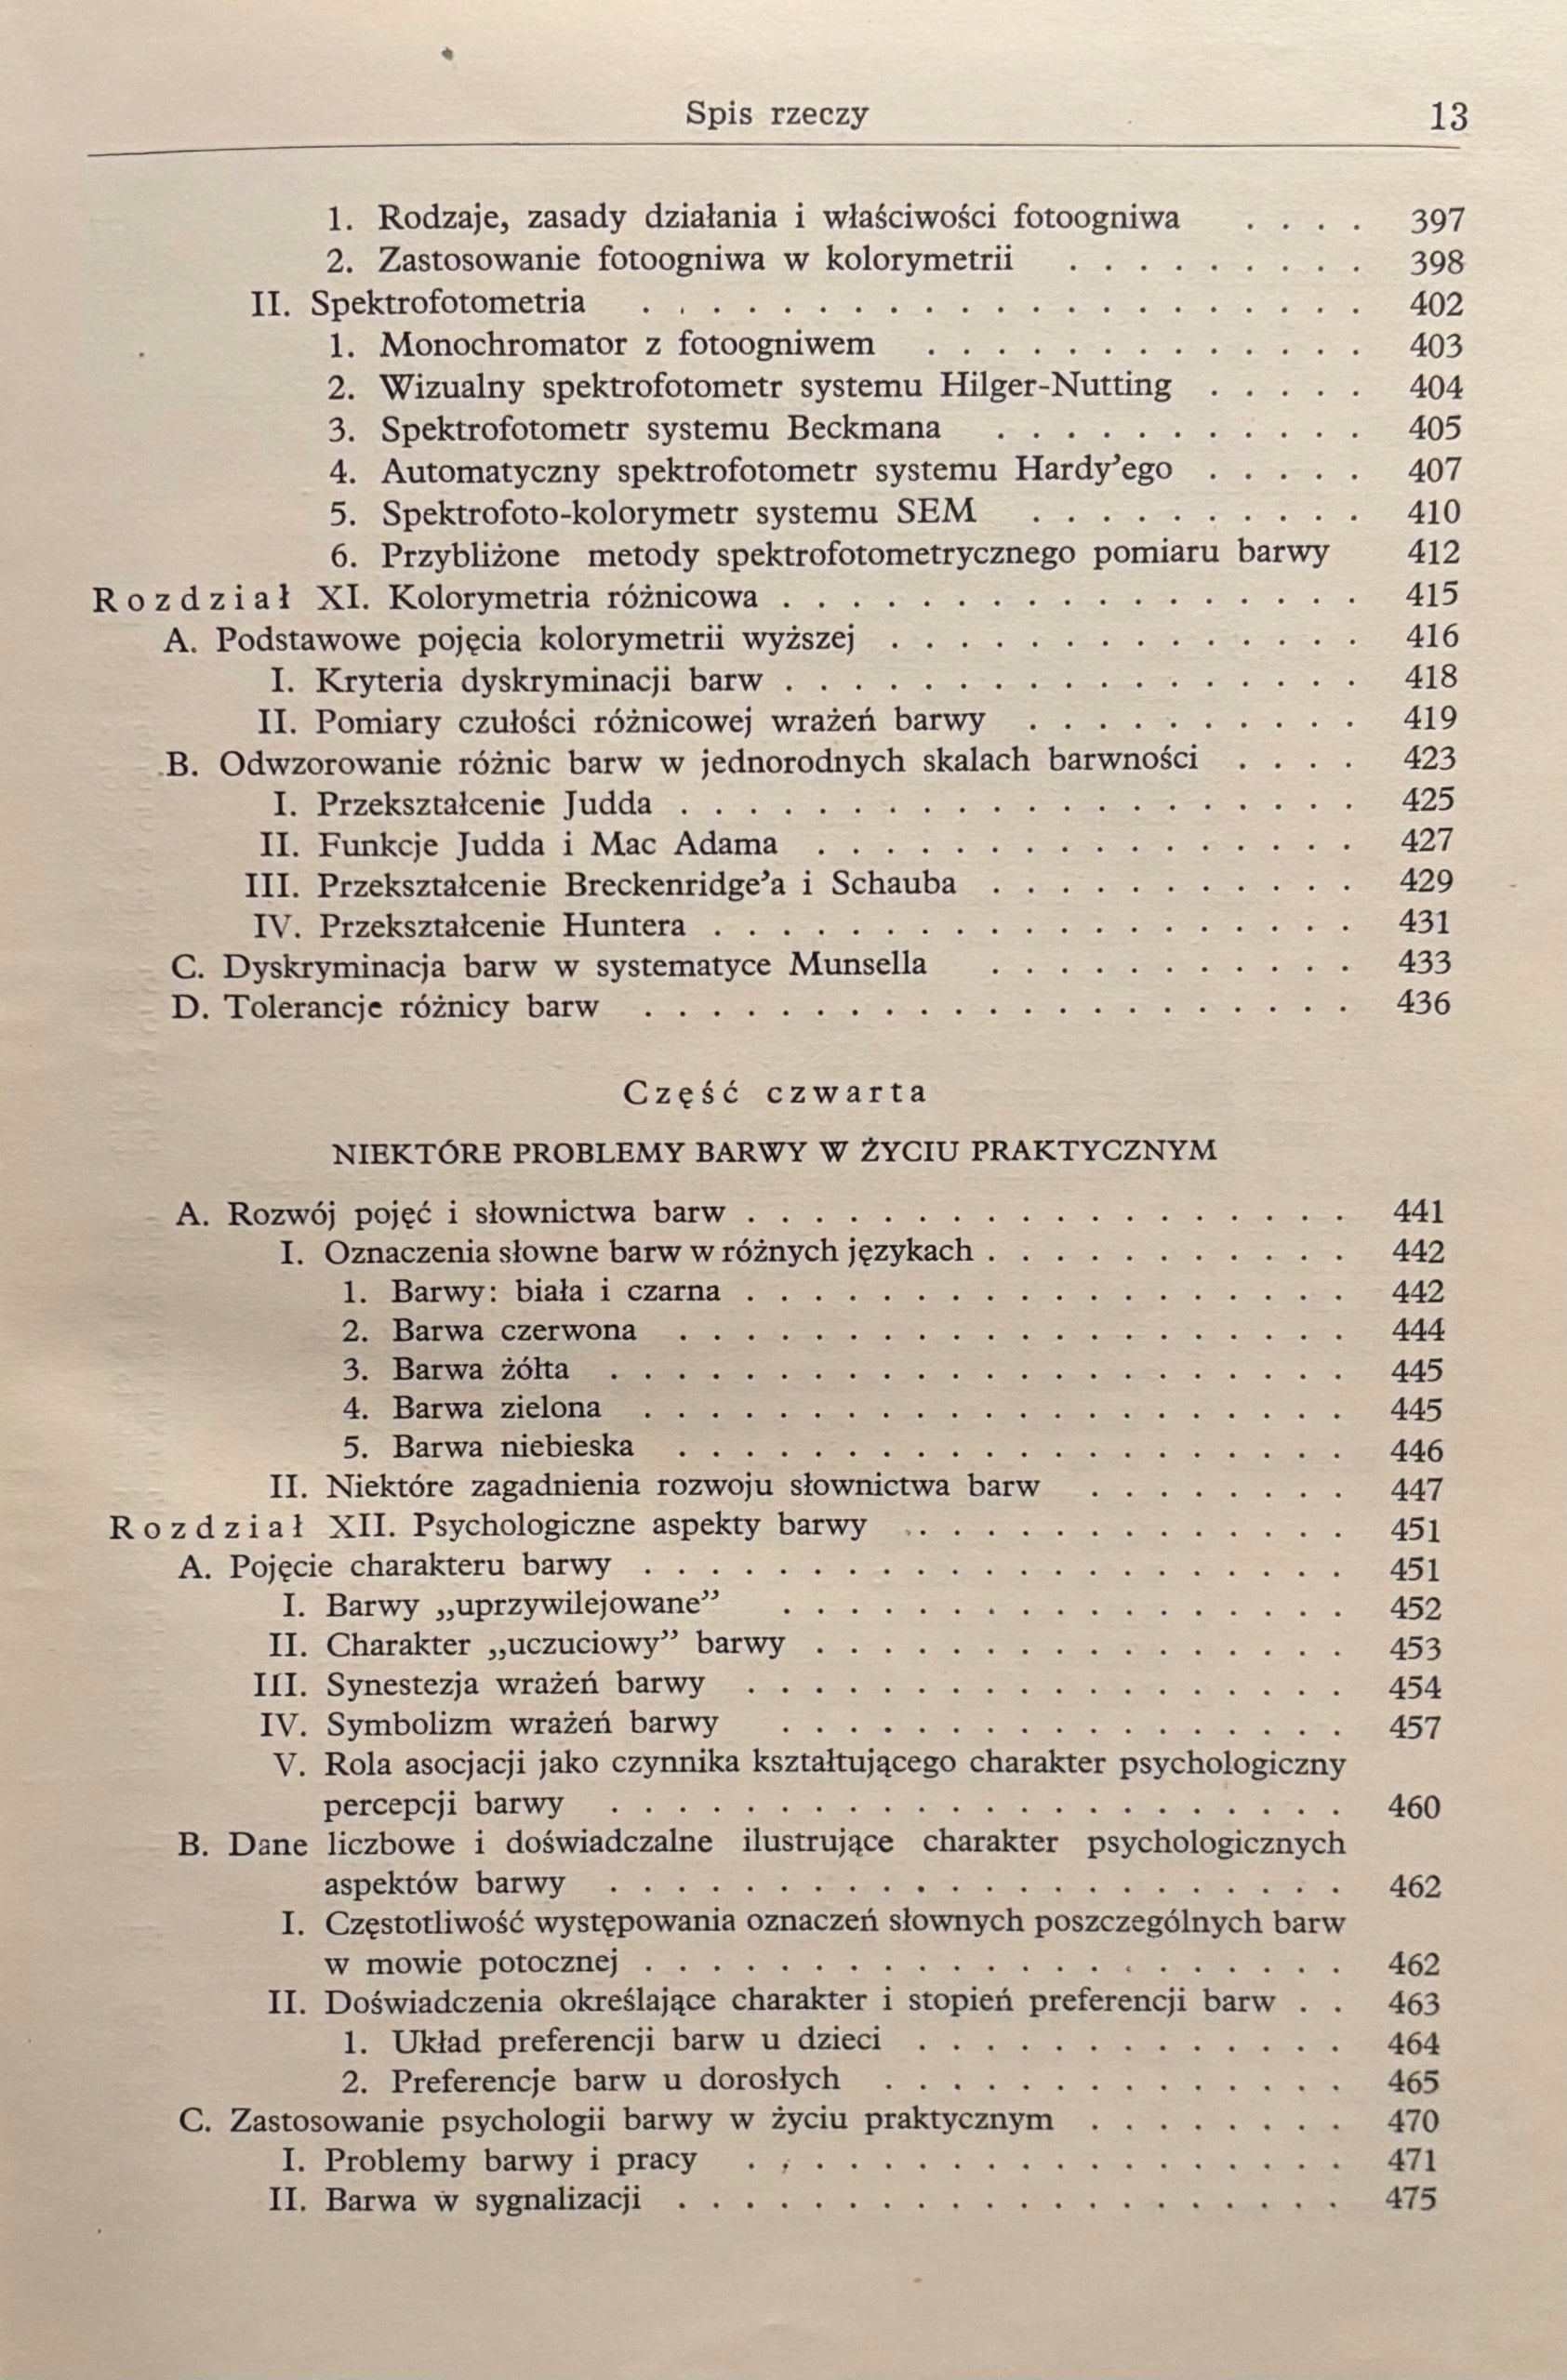 Spis rzeczy 13
1. Rodzaje, zasady działania i właściwości fotoogniwa . . . . 397
2. Zastosowanie fotoogniwa w kolorymetrii . . . . . . . . . 398
II. Spektrofotometria . . . . . . . . . . . . . . . . . . . . . 402
1. Monochromator z fotoogniwem . . . . . . . . . . . . . 403
2. Wizualny spektrofotometr systemu Hilger-Nutting . . . . . 404
3. Spektrofotometr systemu Beckmana . . . . . . . . . . . 405
4. Automatyczny spektrofotometr systemu Hardy’ego . . . . . 407
5. Spektrofoto-kolorymetr systemu SEM . . . . . . . . . . 410
6. Przybliżone metody spektrofotometrycznego pomiaru barwy 412
Rozdział XI. Kolorymetria różnicowa . . . . . . . . . . . . . . . . . 415
A. Podstawowe pojęcia kolorymetrii wyższej . . . . . . . . . . . . . . 416
I. Kryteria dyskryminacji barw . . . . . . . . . . . . . . . . . 418
II. Pomiary czułości różnicowej wrażeń barwy . . . . . . . . . . 419
B. Odwzorowanie różnic barw w jednorodnych skalach barwności . . . . 423
I. Przekształcenie Judda . . . . . . . . . . . . . . . . . . . . 425
II. Funkcje Judda i Mac Adama . . . . . . . . . . . . . . . . 427
III. Przekształcenie Breckenridge’a i Schauba . . . . . . . . . . . 429
IV. Przekształcenie Huntera . . . . . . . . . . . . . . . . . . . 431
C. Dyskryminacja barw w systematyce Munsella . . . . . . . . . . . 433
D. Tolerancje różnicy barw . . . . . . . . . . . . . . . . . . . . . 436
Część czwarta
NIEKTÓRE PROBLEMY BARWY W ŻYCIU PRAKTYCZNYM
A. Rozwój pojęć i słownictwa barw . . . . . . . . . . . . . . . . . . 441
I. Oznaczenia słowne barw w różnych językach . . . . . . . . . . . 442
1. Barwy: biała i czarna . . . . . . . . . . . . . . . . . . 442
2. Barwa czerwona . . . . . . . . . . . . . . . . . . . . 444
3. Barwa żółta . . . . . . . . . . . . . . . . . . . . . . 445
4. Barwa zielona . . . . . . . . . . . . . . . . . . . . . 445
5. Barwa niebieska . . . . . . . . . . . . . . . . . . . . 446
II. Niektóre zagadnienia rozwoju słownictwa barw . . . . . . . . 447
Rozdział XII. Psychologiczne aspekty barwy . . . . . . . . . . . . . . 451
A. Pojęcie charakteru barwy . . . . . . . . . . . . . . . . . . . . . 451
I. Barwy „uprzywilejowane” . . . . . . . . . . . . . . . . . 452
II. Charakter „uczuciowy” barwy . . . . . . . . . . . . . . . . 453
III. Synestezja wrażeń barwy . . . . . . . . . . . . . . . . . . 454
IV. Symbolizm wrażeń barwy . . . . . . . . . . . . . . . . . 457
V. Rola asocjacji jako czynnika kształtującego charakter psychologiczny
percepcji barwy . . . . . . . . . . . . . . . . . . . . . . 460
B. Dane liczbowe i doświadczalne ilustrujące charakter psychologicznych
aspektów barwy . . . . . . . . . . . . . . . . . . . . . . 462
I. Częstotliwość występowania oznaczeń słownych poszczególnych barw
w mowie potocznej . . . . . . . . . . . . . . . . . . . . . 462
II. Doświadczenia określające charakter i stopień preferencji barw . . 463
1. Układ preferencji barw u dzieci . . . . . . . . . . . . . 464
2. Preferencje barw u dorosłych . . . . . . . . . . . . . . 465
C. Zastosowanie psychologii barwy w życiu praktycznym . . . . . . . . 470
I. Problemy barwy i pracy . . . . . . . . . . . . . . . . . . 471
II. Barwa w sygnalizacji . . . . . . . . . . . . . . . . . . . . 475